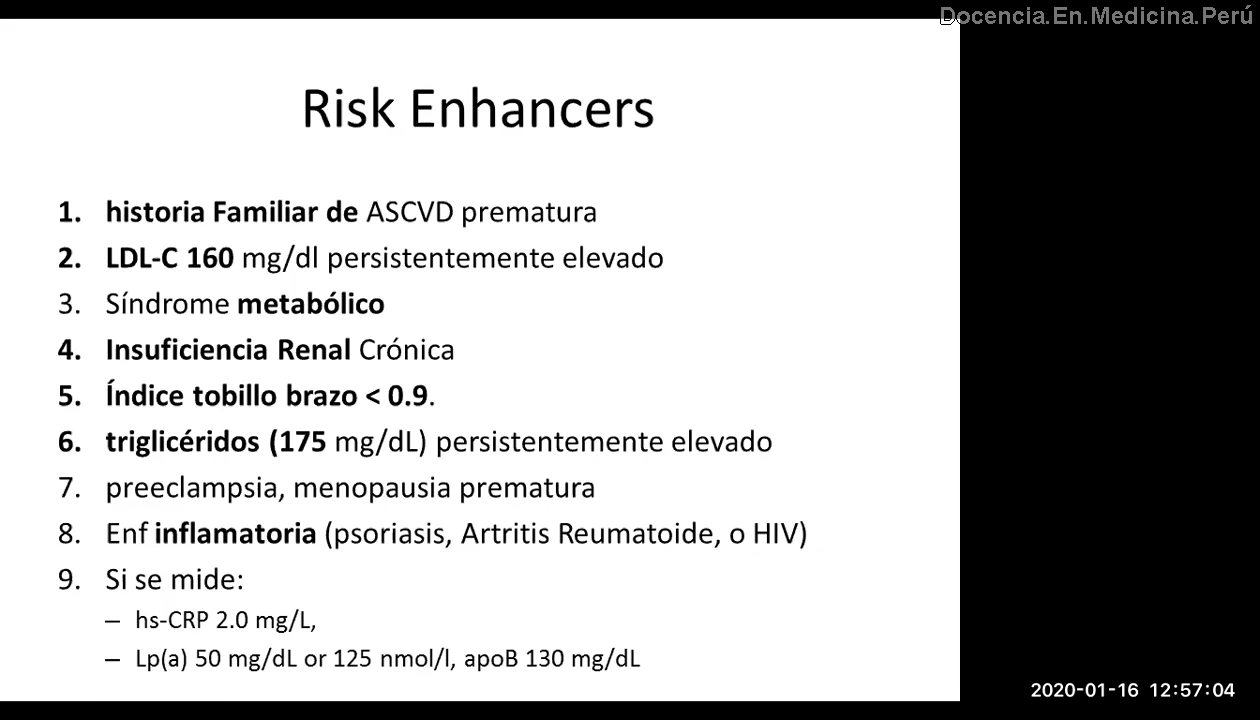 Docencia.En.Medicina.Perú
Risk Enhancers
1. historia Familiar de ASCVD prematura
2. LDL-C 160 mg/dl persistentemente elevado
3. Síndrome metabólico
4. Insuficiencia Renal Crónica
5. Índice tobillo brazo < 0.9.
6. triglicéridos (175 mg/dL) persistentemente elevado
7. preeclampsia, menopausia prematura
8. Enf inflamatoria (psoriasis, Artritis Reumatoide, o HIV)
9. Si se mide:
– hs-CRP 2.0 mg/L,
– Lp(a) 50 mg/dL or 125 nmol/l, apoB 130 mg/dL
2020-01-16 12:57:04